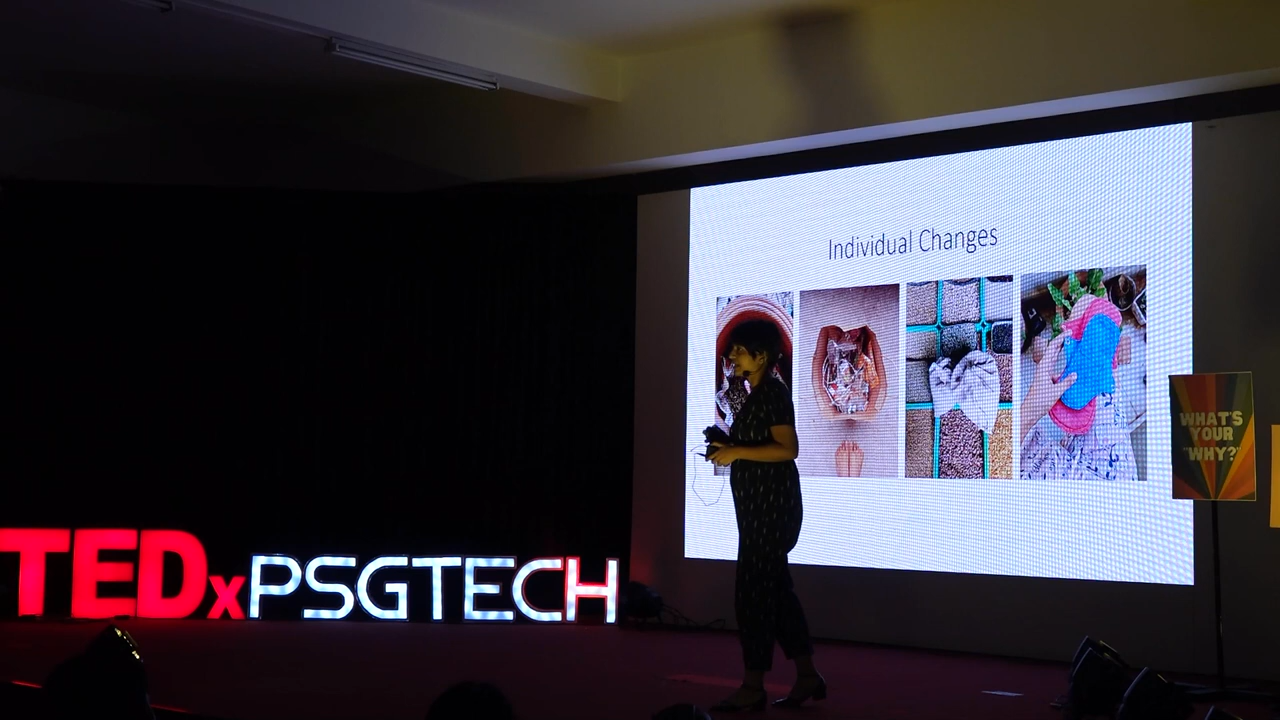 Individual Changes
WHAT'S
YOUR
"WHY?"
TEDxPSGTECH